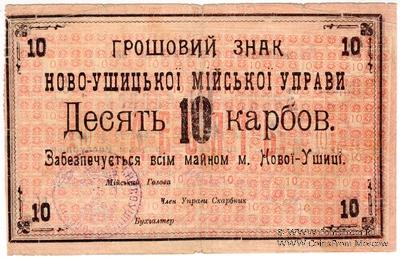 10 10
ГРОШОВИЙ ЗНАК
НОВО-УШИЦЬКОЇ МІЙСЬКОЇ УПРАВИ
Десять 10 карбов.
Забезпечується всім майном м. Нової-Ушиці.
Мійський Голова
Член Управи Скарбник
Бухгалтер
10 10